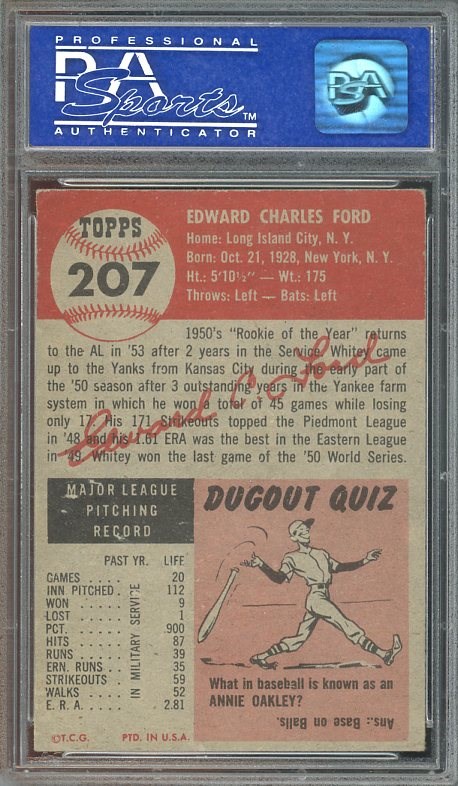 PROFESSIONAL
PSA
Sports
TM
AUTHENTICATOR
PSA
TOPPS
207
EDWARD CHARLES FORD
Home: Long Island City, N. Y.
Born: Oct. 21, 1928, New York, N. Y.
Ht.: 5'10½" — Wt.: 175
Throws: Left — Bats: Left
1950's "Rookie of the Year" returns
to the AL in '53 after 2 years in the Service. Whitey came
up to the Yanks from Kansas City during the early part of
the '50 season after 3 outstanding years in the Yankee farm
system in which he won a total of 45 games while losing
only 17. His 171 Strikeouts topped the Piedmont League
in '48 and his 1.61 ERA was the best in the Eastern League
in '49. Whitey won the last game of the '50 World Series.
Edward C. Ford
MAJOR LEAGUE
PITCHING
RECORD
PAST YR. LIFE
IN MILITARY SERVICE
GAMES . . . . 20
INN PITCHED . 112
WON . . . . . 9
LOST . . . . . 1
PCT. . . . . . .900
HITS . . . . . 87
RUNS . . . . . 39
ERN. RUNS . . 35
STRIKEOUTS . . 59
WALKS . . . . 52
E. R. A. . . . . 2.81
©T.C.G. PTD. IN U.S.A.
DUGOUT QUIZ
What in baseball is known as an
ANNIE OAKLEY?
Ans.: Base on Balls.